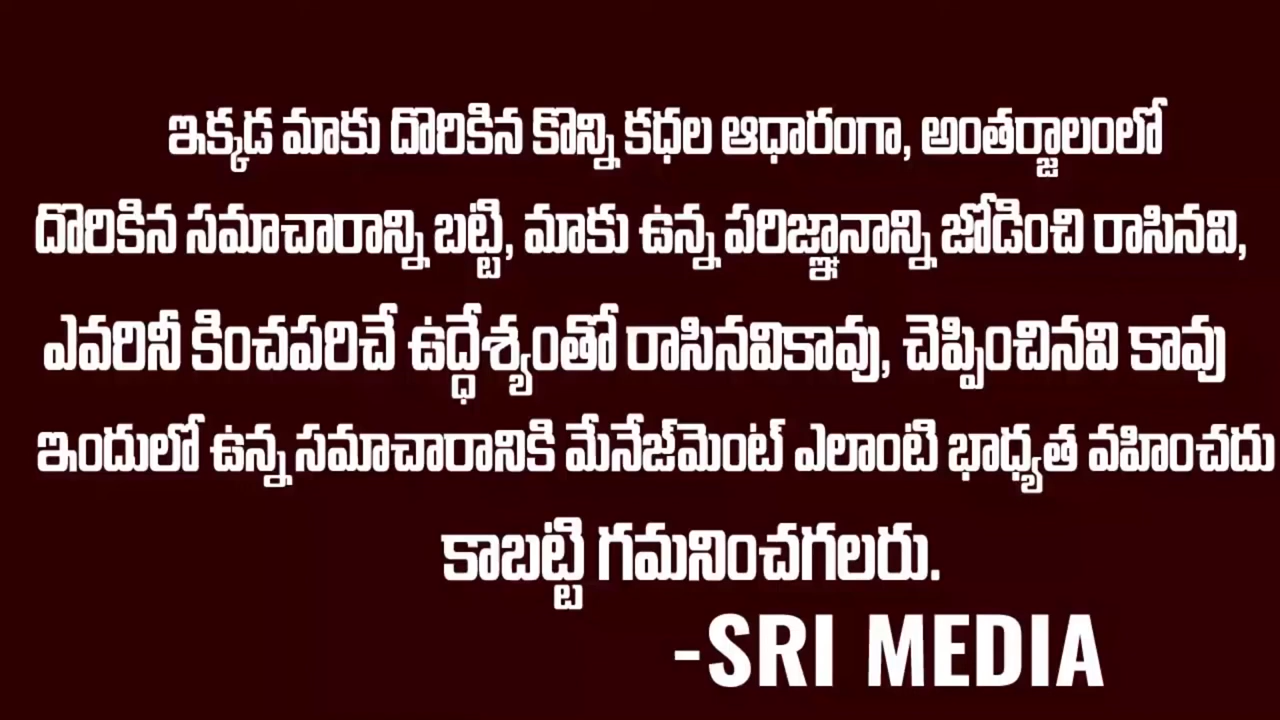 ఇక్కడ మాకు దొరికిన కొన్ని కధల ఆధారంగా, అంతర్జాలంలో
దొరికిన సమాచారాన్ని బట్టి, మాకు ఉన్న పరిజ్ఞానాన్ని జోడించి రాసినవి,
ఎవరినీ కించపరిచే ఉద్ధేశ్యంతో రాసినవికావు, చెప్పించినవి కావు
ఇందులో ఉన్న సమాచారానికి మేనేజ్‌మెంట్ ఎలాంటి భాధ్యత వహించదు
కాబట్టి గమనించగలరు.
-SRI MEDIA